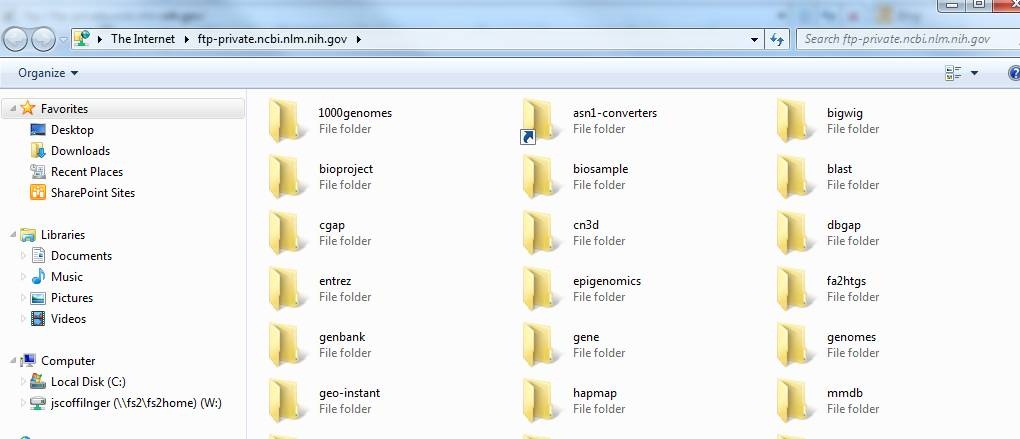 The Internet ▸ ftp-private.ncbi.nlm.nih.gov ▸
Search ftp-private.ncbi.nlm.nih.gov
Organize
Favorites
Desktop
Downloads
Recent Places
SharePoint Sites
Libraries
Documents
Music
Pictures
Videos
Computer
Local Disk (C:)
jscoffilnger (\\fs2\fs2home) (W:)
1000genomes
File folder
asn1-converters
File folder
bigwig
File folder
bioproject
File folder
biosample
File folder
blast
File folder
cgap
File folder
cn3d
File folder
dbgap
File folder
entrez
File folder
epigenomics
File folder
fa2htgs
File folder
genbank
File folder
gene
File folder
genomes
File folder
geo-instant
File folder
hapmap
File folder
mmdb
File folder